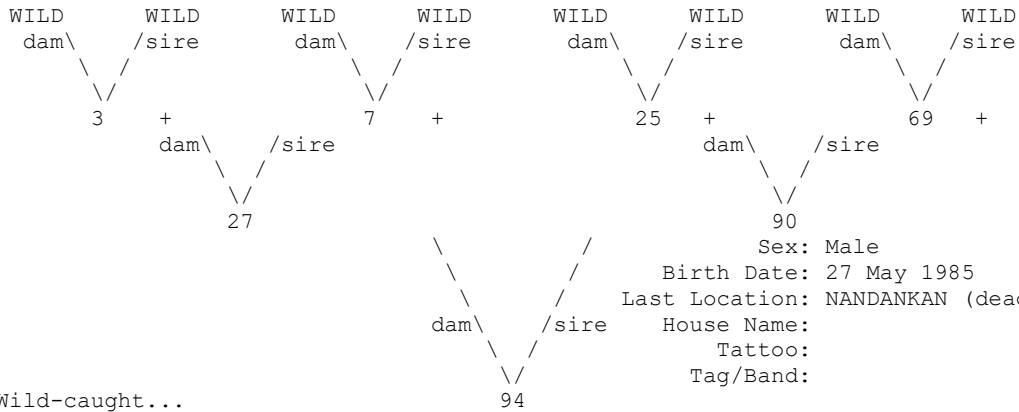 WILD WILD WILD WILD WILD WILD WILD WILD
dam\ /sire dam\ /sire dam\ /sire dam\ /sire
\ / \ / \ / \ /
\/ \/ \/ \/
3 + 7 + 25 + 69 +
dam\ /sire dam\ /sire
\ / \ /
\/ \/
27 90
\ / Sex: Male
\ / Birth Date: 27 May 1985
\ / Last Location: NANDANKAN
dam\ /sire House Name:
\ / Tattoo:
\/ Tag/Band:
Wild-caught... 94